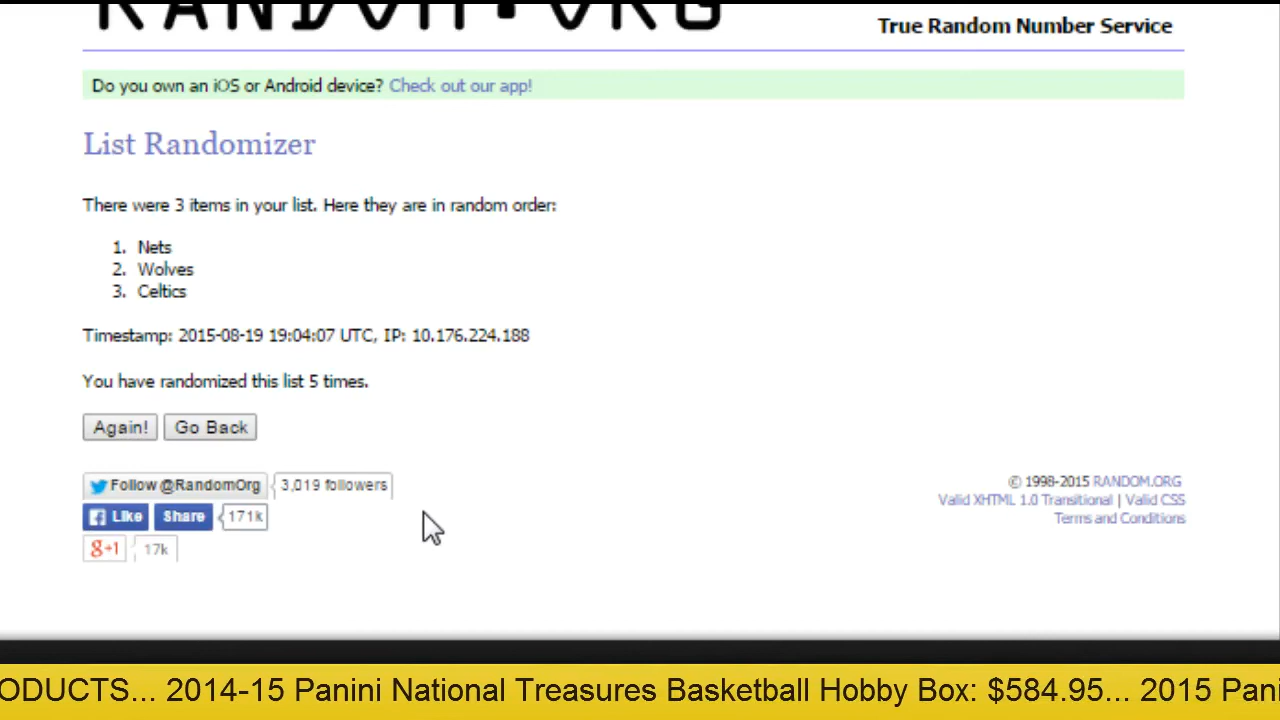 RANDOM.ORG
True Random Number Service
Do you own an iOS or Android device? Check out our app!
List Randomizer
There were 3 items in your list. Here they are in random order:
1. Nets
2. Wolves
3. Celtics
Timestamp: 2015-08-19 19:04:07 UTC, IP: 10.176.224.188
You have randomized this list 5 times.
Again! Go Back
Follow @RandomOrg 3,019 followers
Like Share 171k
g+1 17k
© 1998-2015 RANDOM.ORG
Valid XHTML 1.0 Transitional | Valid CSS
Terms and Conditions
ODUCTS... 2014-15 Panini National Treasures Basketball Hobby Box: $584.95... 2015 Pani